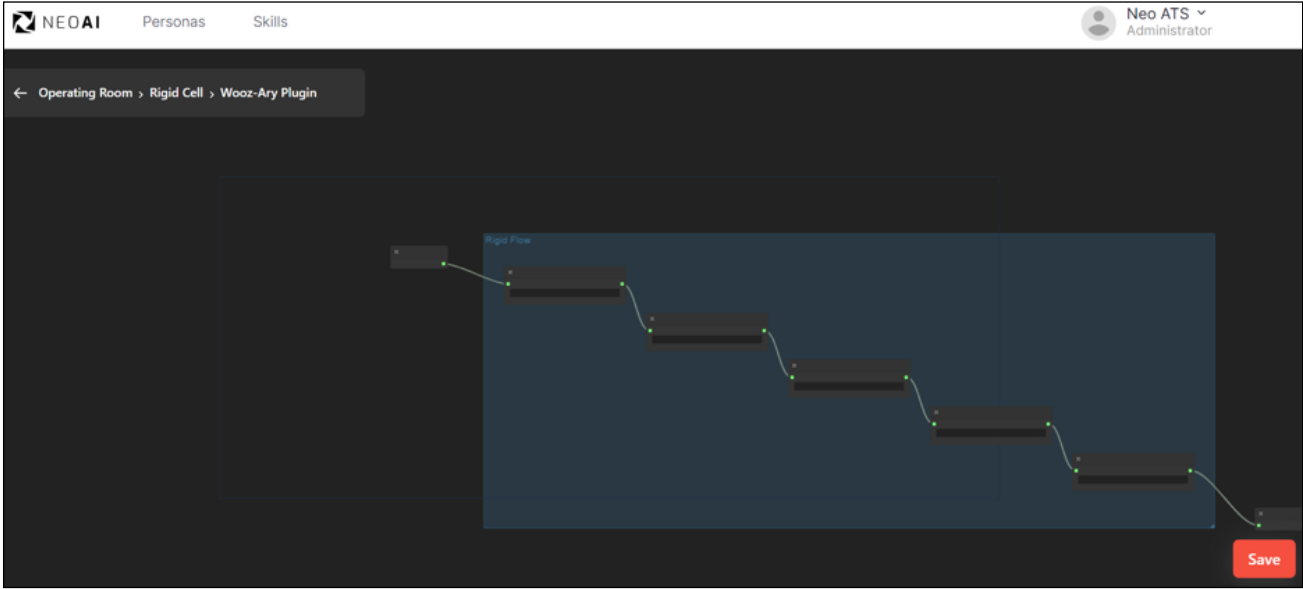 NEOAI Personas Skills Neo ATS
Administrator
← Operating Room › Rigid Cell › Wooz-Ary Plugin
Rigid Flow
Save